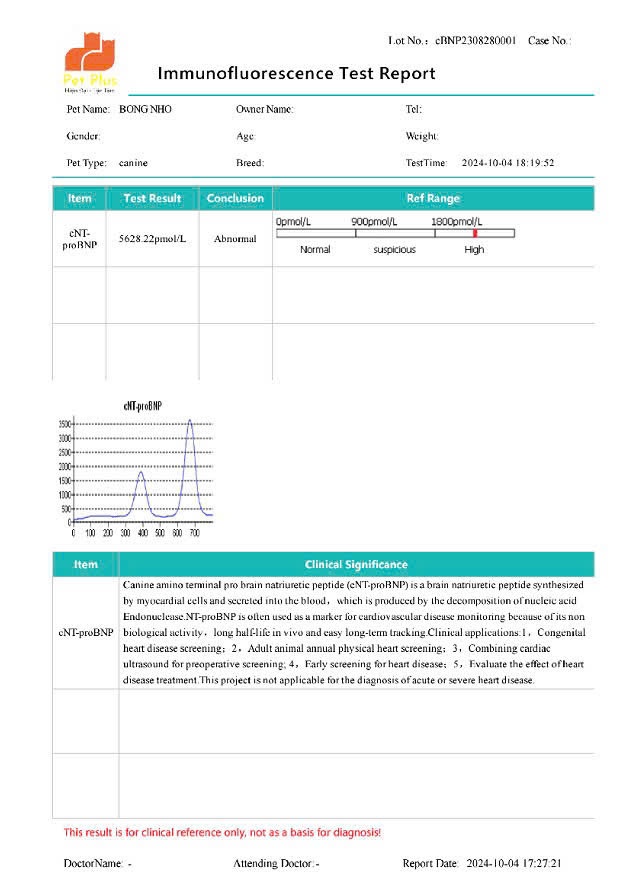 Lot No.: cBNP2308280001 Case No.:
Pet Plus
Immunofluorescence Test Report
Pet Name: BONG NHO Owner Name: Tel:
Gender: Age: Weight:
Pet Type: canine Breed: TestTime: 2024-10-04 18:19:52
Item Test Result Conclusion Ref Range
0pmol/L 900pmol/L 1800pmol/L
cNT-
proBNP 5628.22pmol/L Abnormal
Normal suspicious High
cNT-proBNP
3500
3000
2500
2000
1500
1000
500
0
0 100 200 300 400 500 600 700
Item Clinical Significance
Canine amino terminal pro brain natriuretic peptide (cNT-proBNP) is a brain natriuretic peptide synthesized
by myocardial cells and secreted into the blood, which is produced by the decomposition of nucleic acid
Endonuclease.NT-proBNP is often used as a marker for cardiovascular disease monitoring because of its non
cNT-proBNP biological activity, long half-life in vivo and easy long-term tracking.Clinical applications:1, Congenital
heart disease screening; 2, Adult animal annual physical heart screening; 3, Combining cardiac
ultrasound for preoperative screening; 4, Early screening for heart disease; 5, Evaluate the effect of heart
disease treatment.This project is not applicable for the diagnosis of acute or severe heart disease.
This result is for clinical reference only, not as a basis for diagnosis!
DoctorName: - Attending Doctor: - Report Date: 2024-10-04 17:27:21